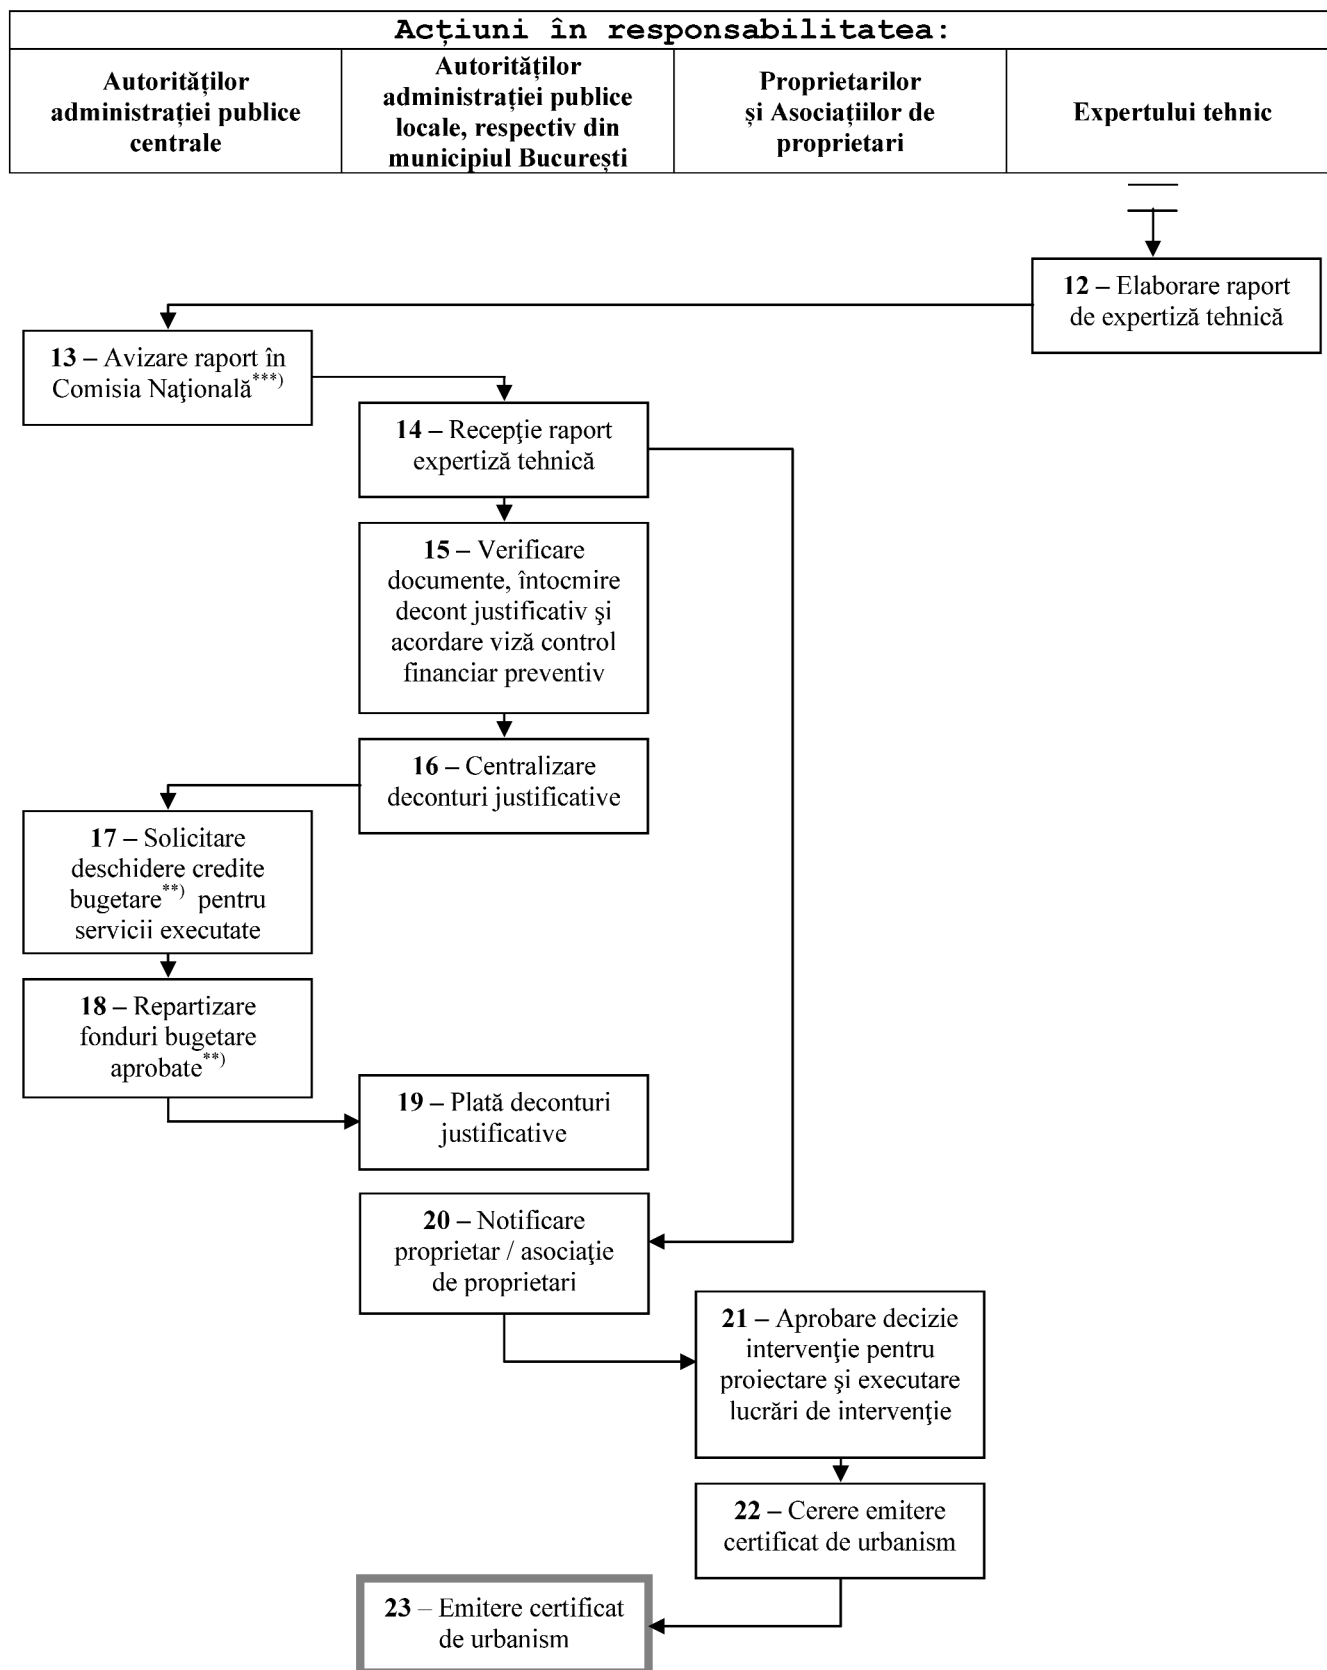 Acțiuni în responsabilitatea:
Autorităților
administrației publice
centrale
Autorităților
administrației publice
locale, respectiv din
municipiul București
Proprietarilor
și Asociațiilor de
proprietari
Expertului tehnic
12 – Elaborare raport
de expertiză tehnică
13 – Avizare raport în
Comisia Naţională***)
14 – Recepţie raport
expertiză tehnică
15 – Verificare
documente, întocmire
decont justificativ şi
acordare viză control
financiar preventiv
16 – Centralizare
deconturi justificative
17 – Solicitare
deschidere credite
bugetare**) pentru
servicii executate
18 – Repartizare
fonduri bugetare
aprobate**)
19 – Plată deconturi
justificative
20 – Notificare
proprietar / asociaţie
de proprietari
21 – Aprobare decizie
intervenţie pentru
proiectare şi executare
lucrări de intervenţie
22 – Cerere emitere
certificat de urbanism
23 – Emitere certificat
de urbanism